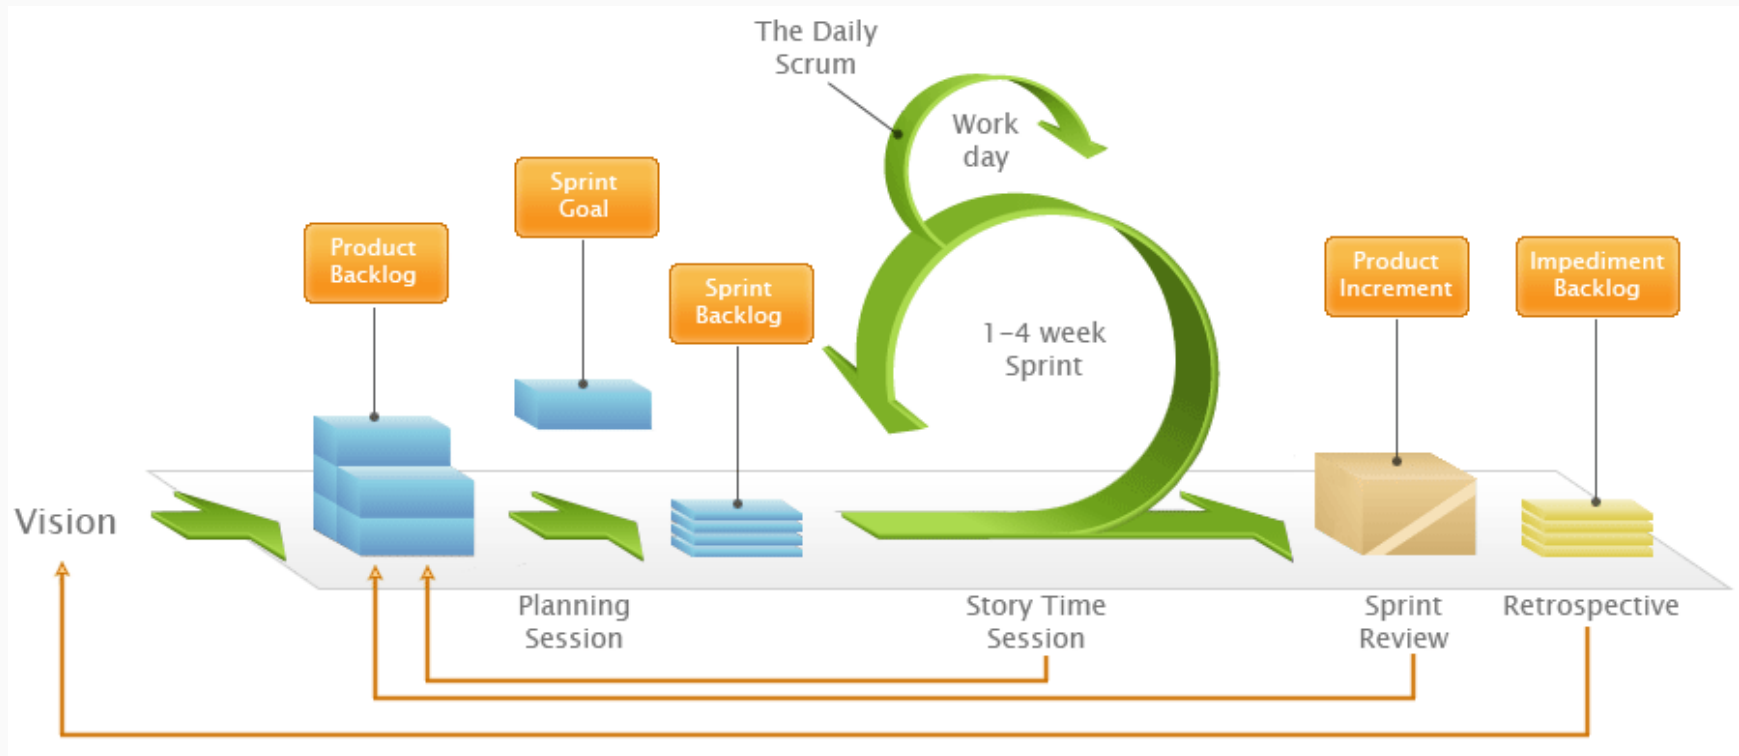 The Daily
Scrum
Work
day
Sprint
Goal
Product
Backlog
Sprint
Backlog
1-4 week
Sprint
Product
Increment
Impediment
Backlog
Vision
Planning
Session
Story Time
Session
Sprint
Review
Retrospective